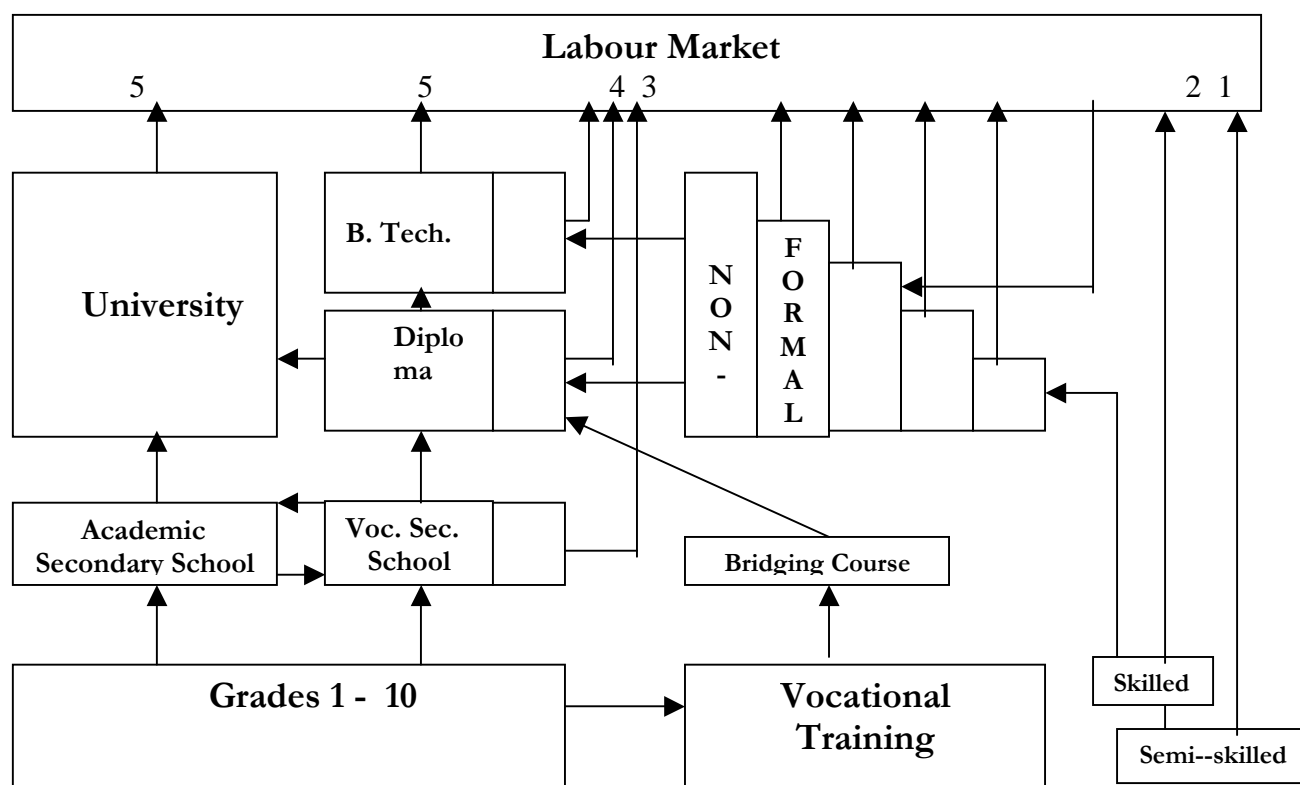 Labour Market
5 5 4 3 2 1
B. Tech.
University
Diplo
ma
N
O
N
-
F
O
R
M
A
L
Academic
Secondary School
Voc. Sec.
School
Bridging Course
Grades 1 - 10
Vocational
Training
Skilled
Semi--skilled